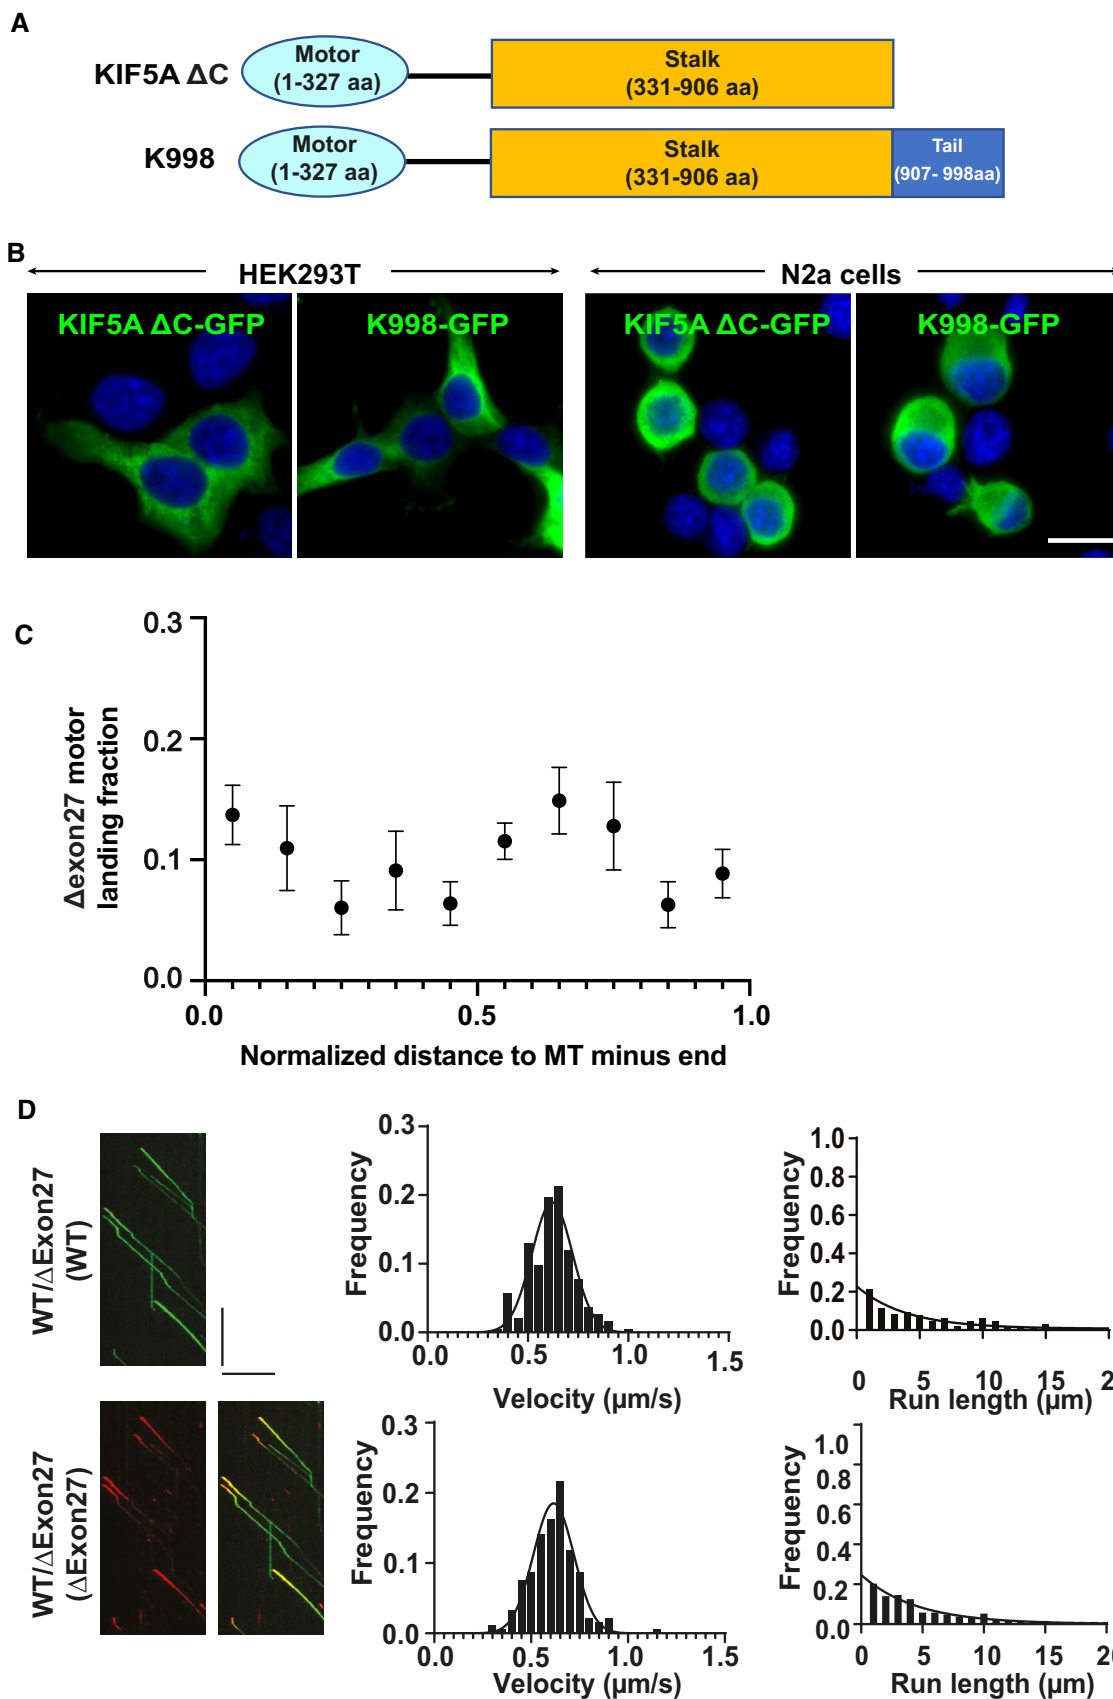 A
KIF5A ΔC
Motor
(1-327 aa)
Stalk
(331-906 aa)
K998
Motor
(1-327 aa)
Stalk
(331-906 aa)
Tail
(907- 998aa)
B
HEK293T
N2a cells
KIF5A ΔC-GFP
K998-GFP
KIF5A ΔC-GFP
K998-GFP
C
Δexon27 motor
landing fraction
0.3
0.2
0.1
0.0
0.0
0.5
1.0
Normalized distance to MT minus end
D
WT/ΔExon27
(WT)
Frequency
0.3
0.2
0.1
0.0
0.0
0.5
1.0
1.5
Velocity (µm/s)
Frequency
1.0
0.8
0.6
0.4
0.2
0.0
0
5
10
15
2
Run length (µm)
WT/ΔExon27
(ΔExon27)
Frequency
0.3
0.2
0.1
0.0
0.0
0.5
1.0
1.5
Velocity (µm/s)
Frequency
1.0
0.8
0.6
0.4
0.2
0.0
0
5
10
15
20
Run length (µm)